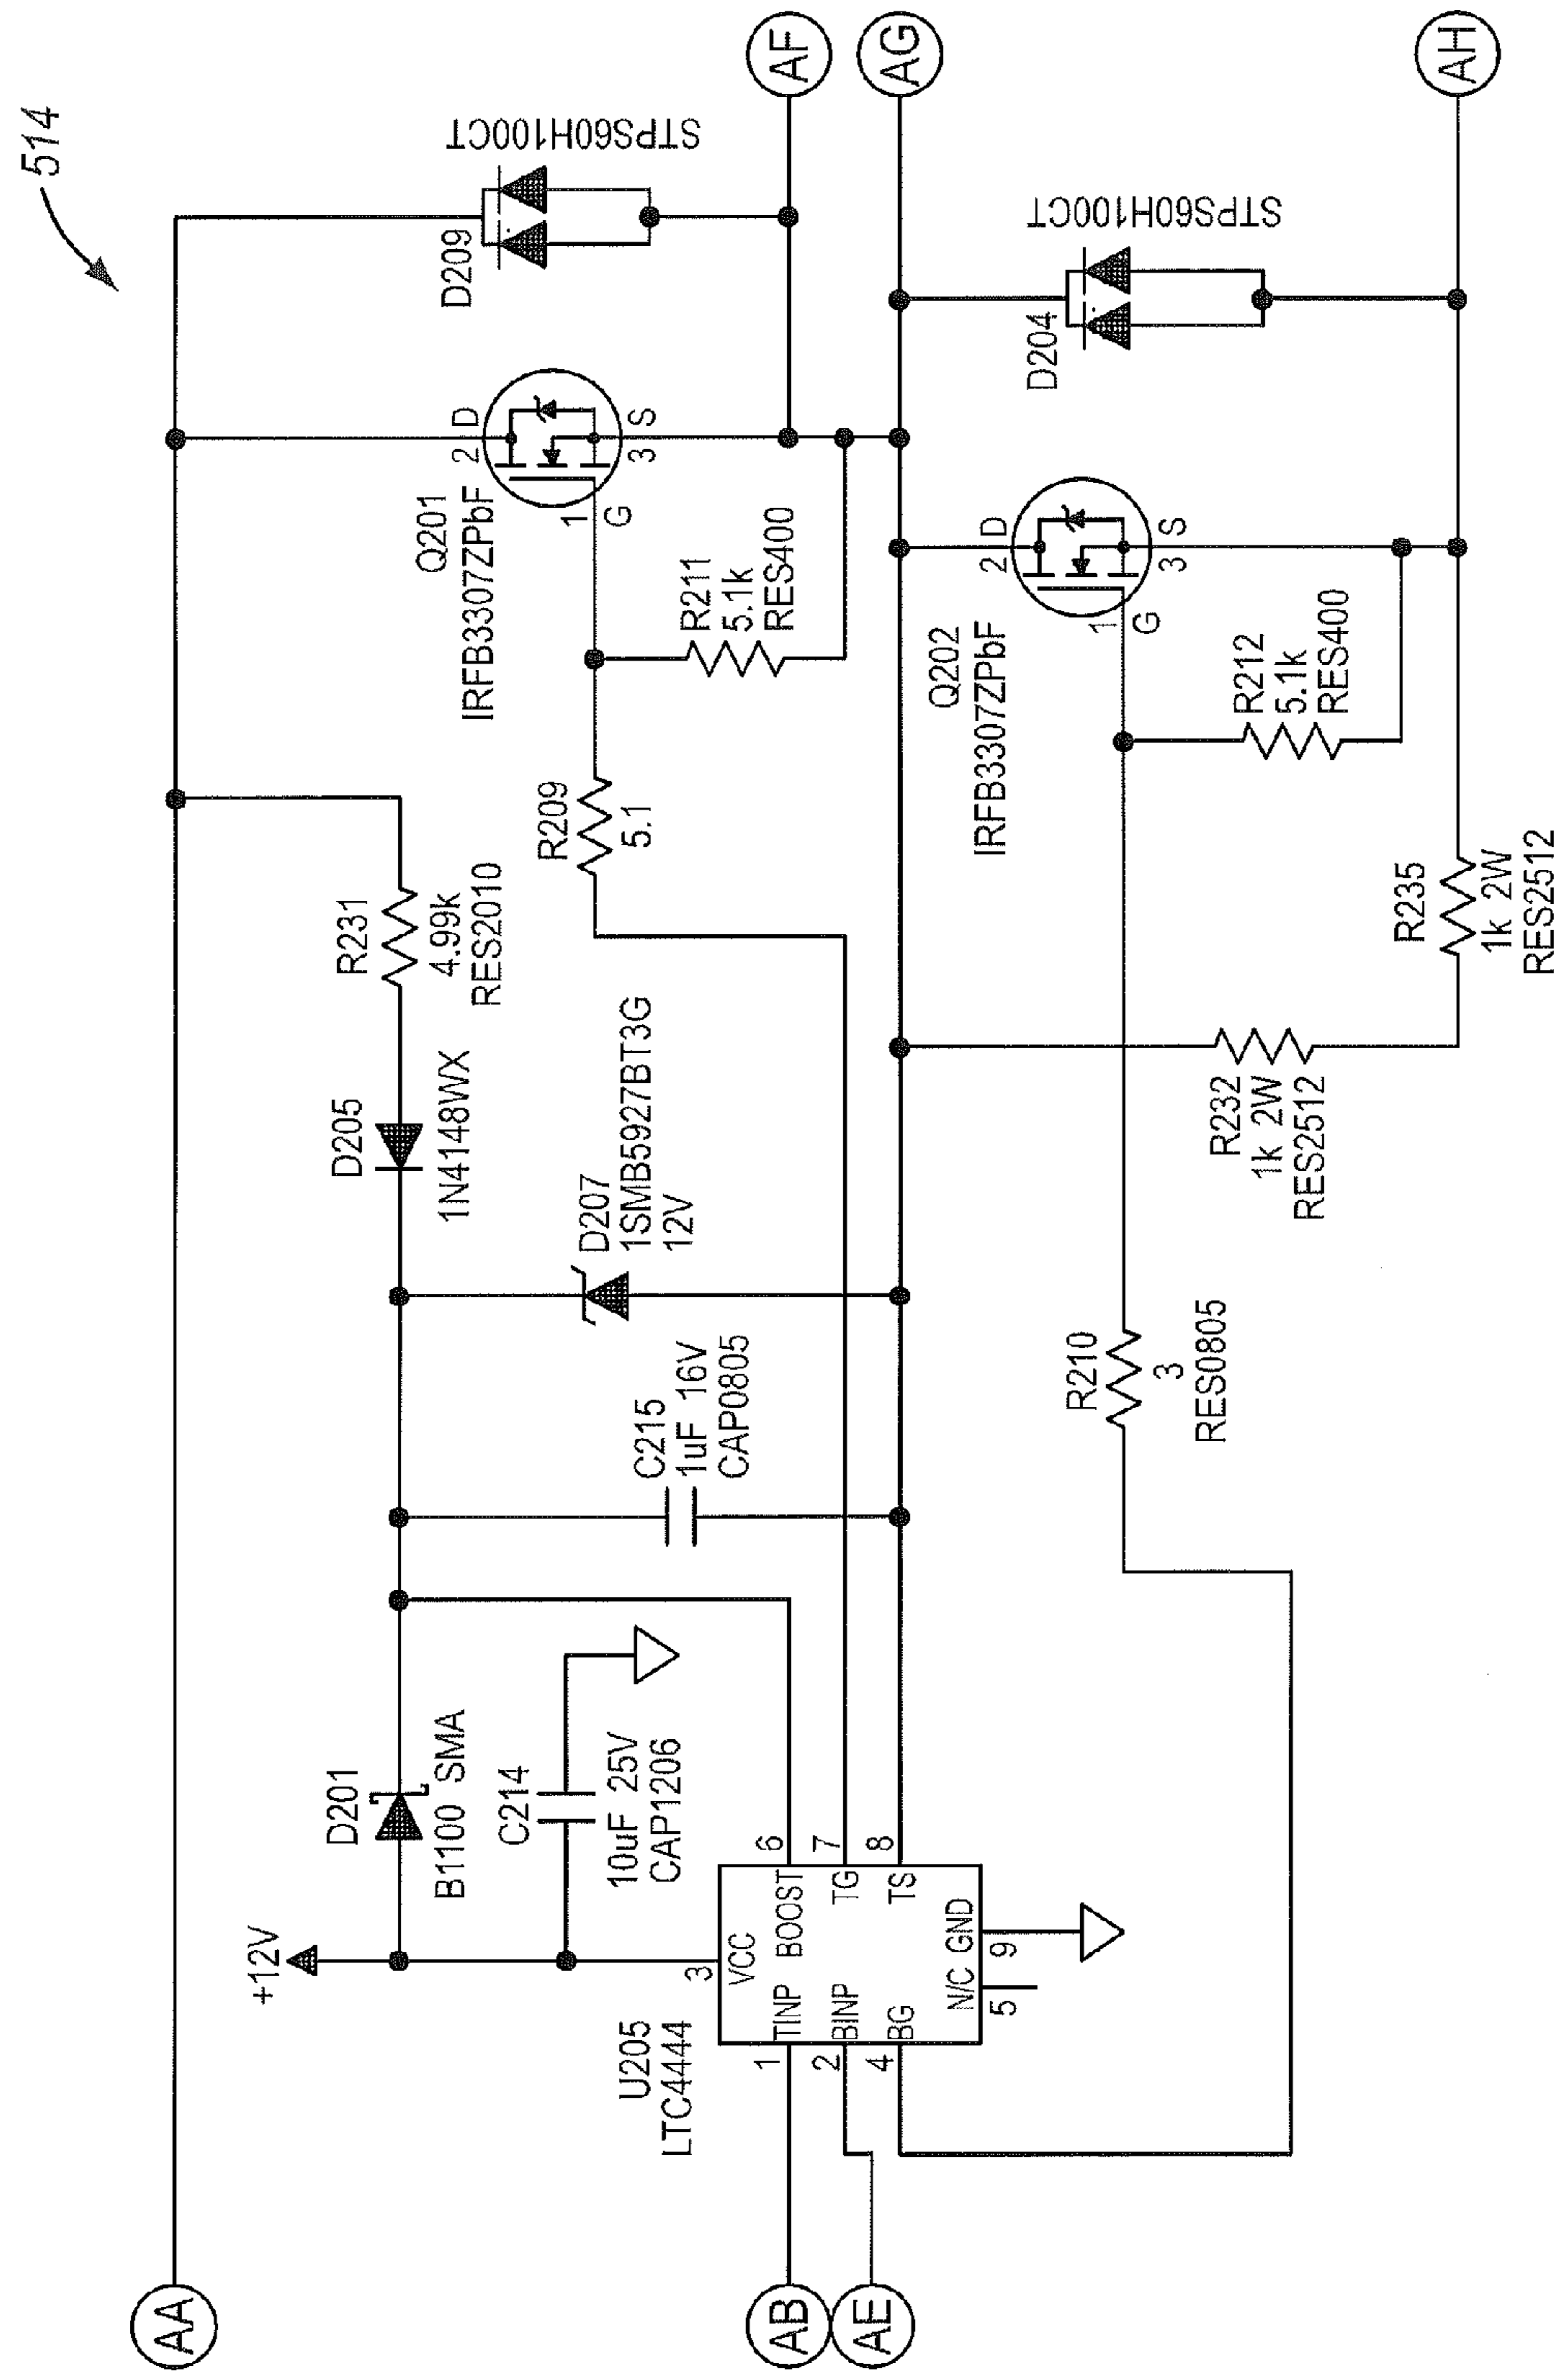 514
AA
AB
AE
AF
AG
AH
+12V
D201
B1100 SMA
C214
10uF 25V
CAP1206
U205
LTC4444
3
VCC
1
TINP
BOOST
6
2
BINP
TG
7
4
BG
TS
8
N/C
GND
5
9
C215
1uF 16V
CAP0805
D207
1SMB5927BT3G
12V
D205
1N4148WX
R231
4.99k
RES2010
R209
5.1
Q201
IRFB3307ZPbF
2
D
1
G
3
S
R211
5.1k
RES400
D209
STPS60H100CT
Q202
IRFB3307ZPbF
2
D
1
G
3
S
R212
5.1k
RES400
D204
STPS60H100CT
R210
3
RES0805
R232
1k 2W
RES2512
R235
1k 2W
RES2512